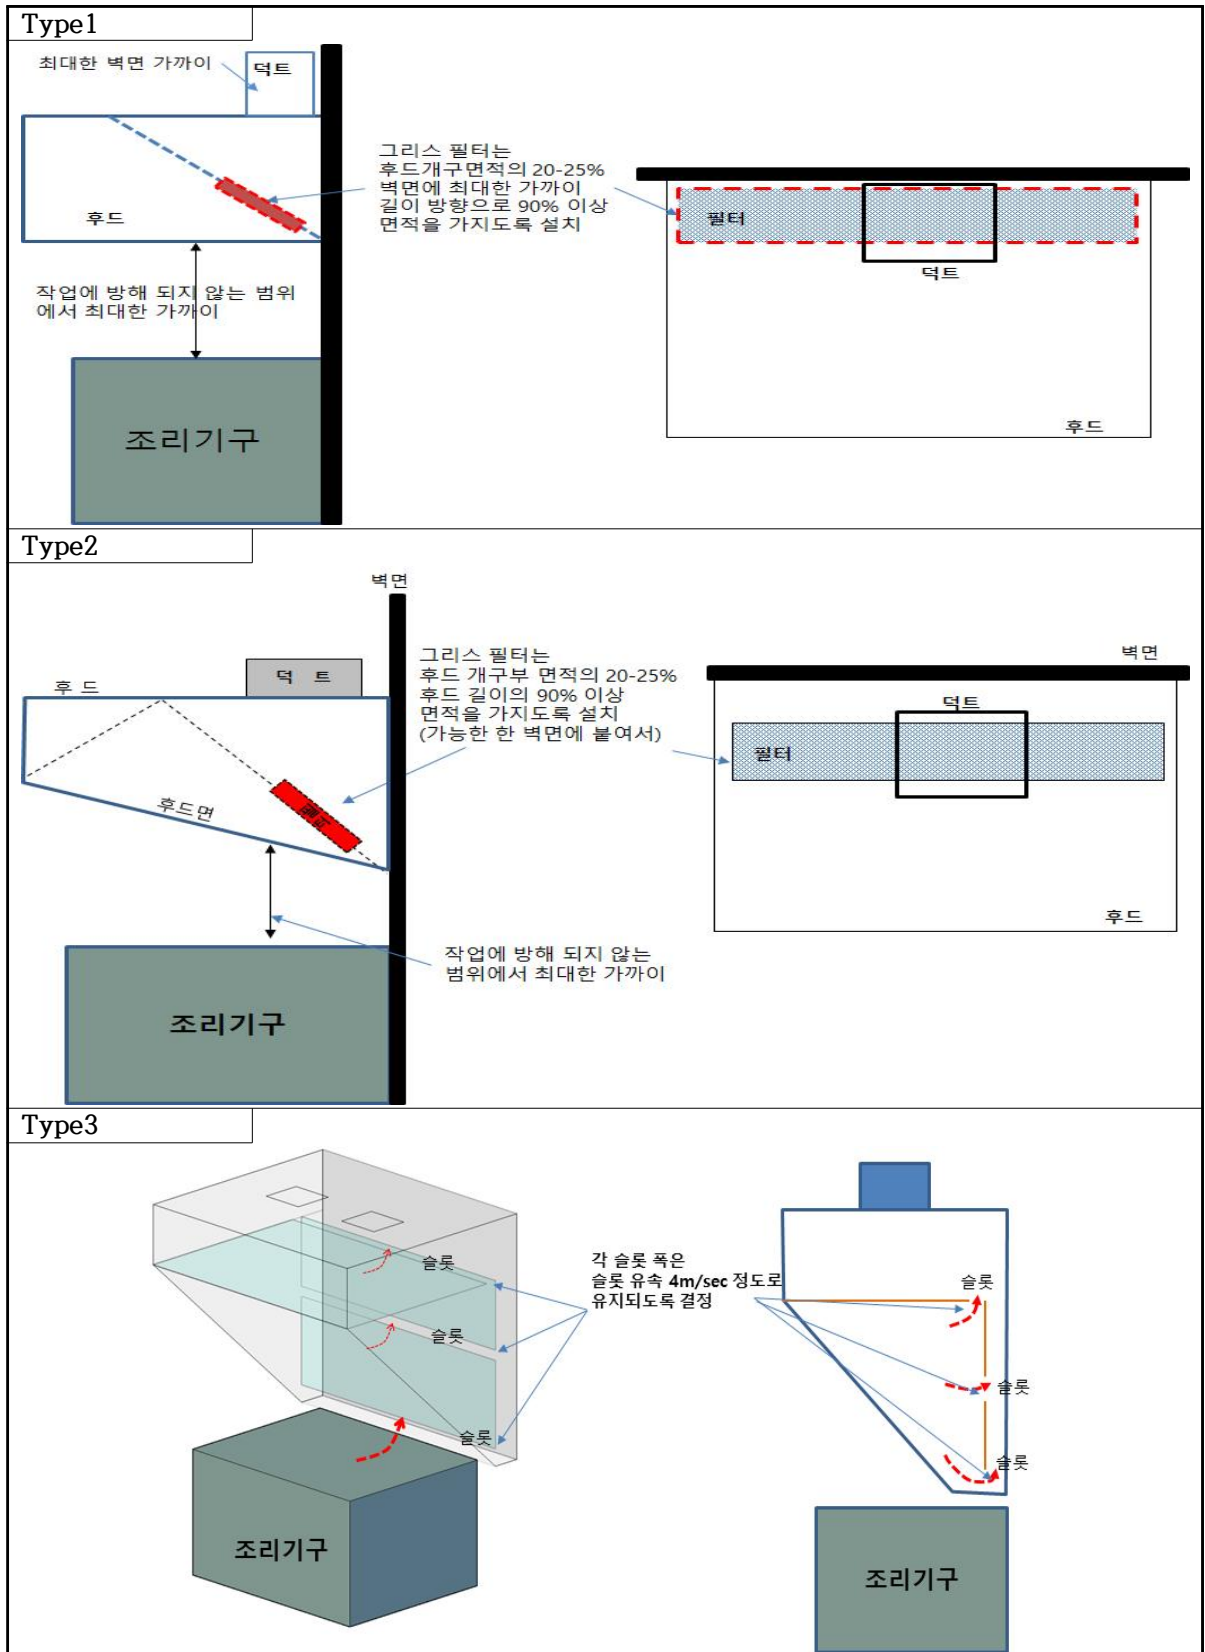 Type1
최대한 벽면 가까이
덕트
후드
작업에 방해 되지 않는 범위
에서 최대한 가까이
조리기구
그리스 필터는
후드개구면적의 20-25%
벽면에 최대한 가까이
길이 방향으로 90% 이상
면적을 가지도록 설치
필터
덕트
후드
Type2
벽면
덕 트
후 드
후드면
그리스 필터는
후드 개구부 면적의 20-25%
후드 길이의 90% 이상
면적을 가지도록 설치
(가능한 한 벽면에 붙여서)
작업에 방해 되지 않는
범위에서 최대한 가까이
조리기구
벽면
덕트
필터
후드
Type3
슬롯
슬롯
슬롯
조리기구
각 슬롯 폭은
슬롯 유속 4m/sec 정도로
유지되도록 결정
슬롯
슬롯
슬롯
조리기구